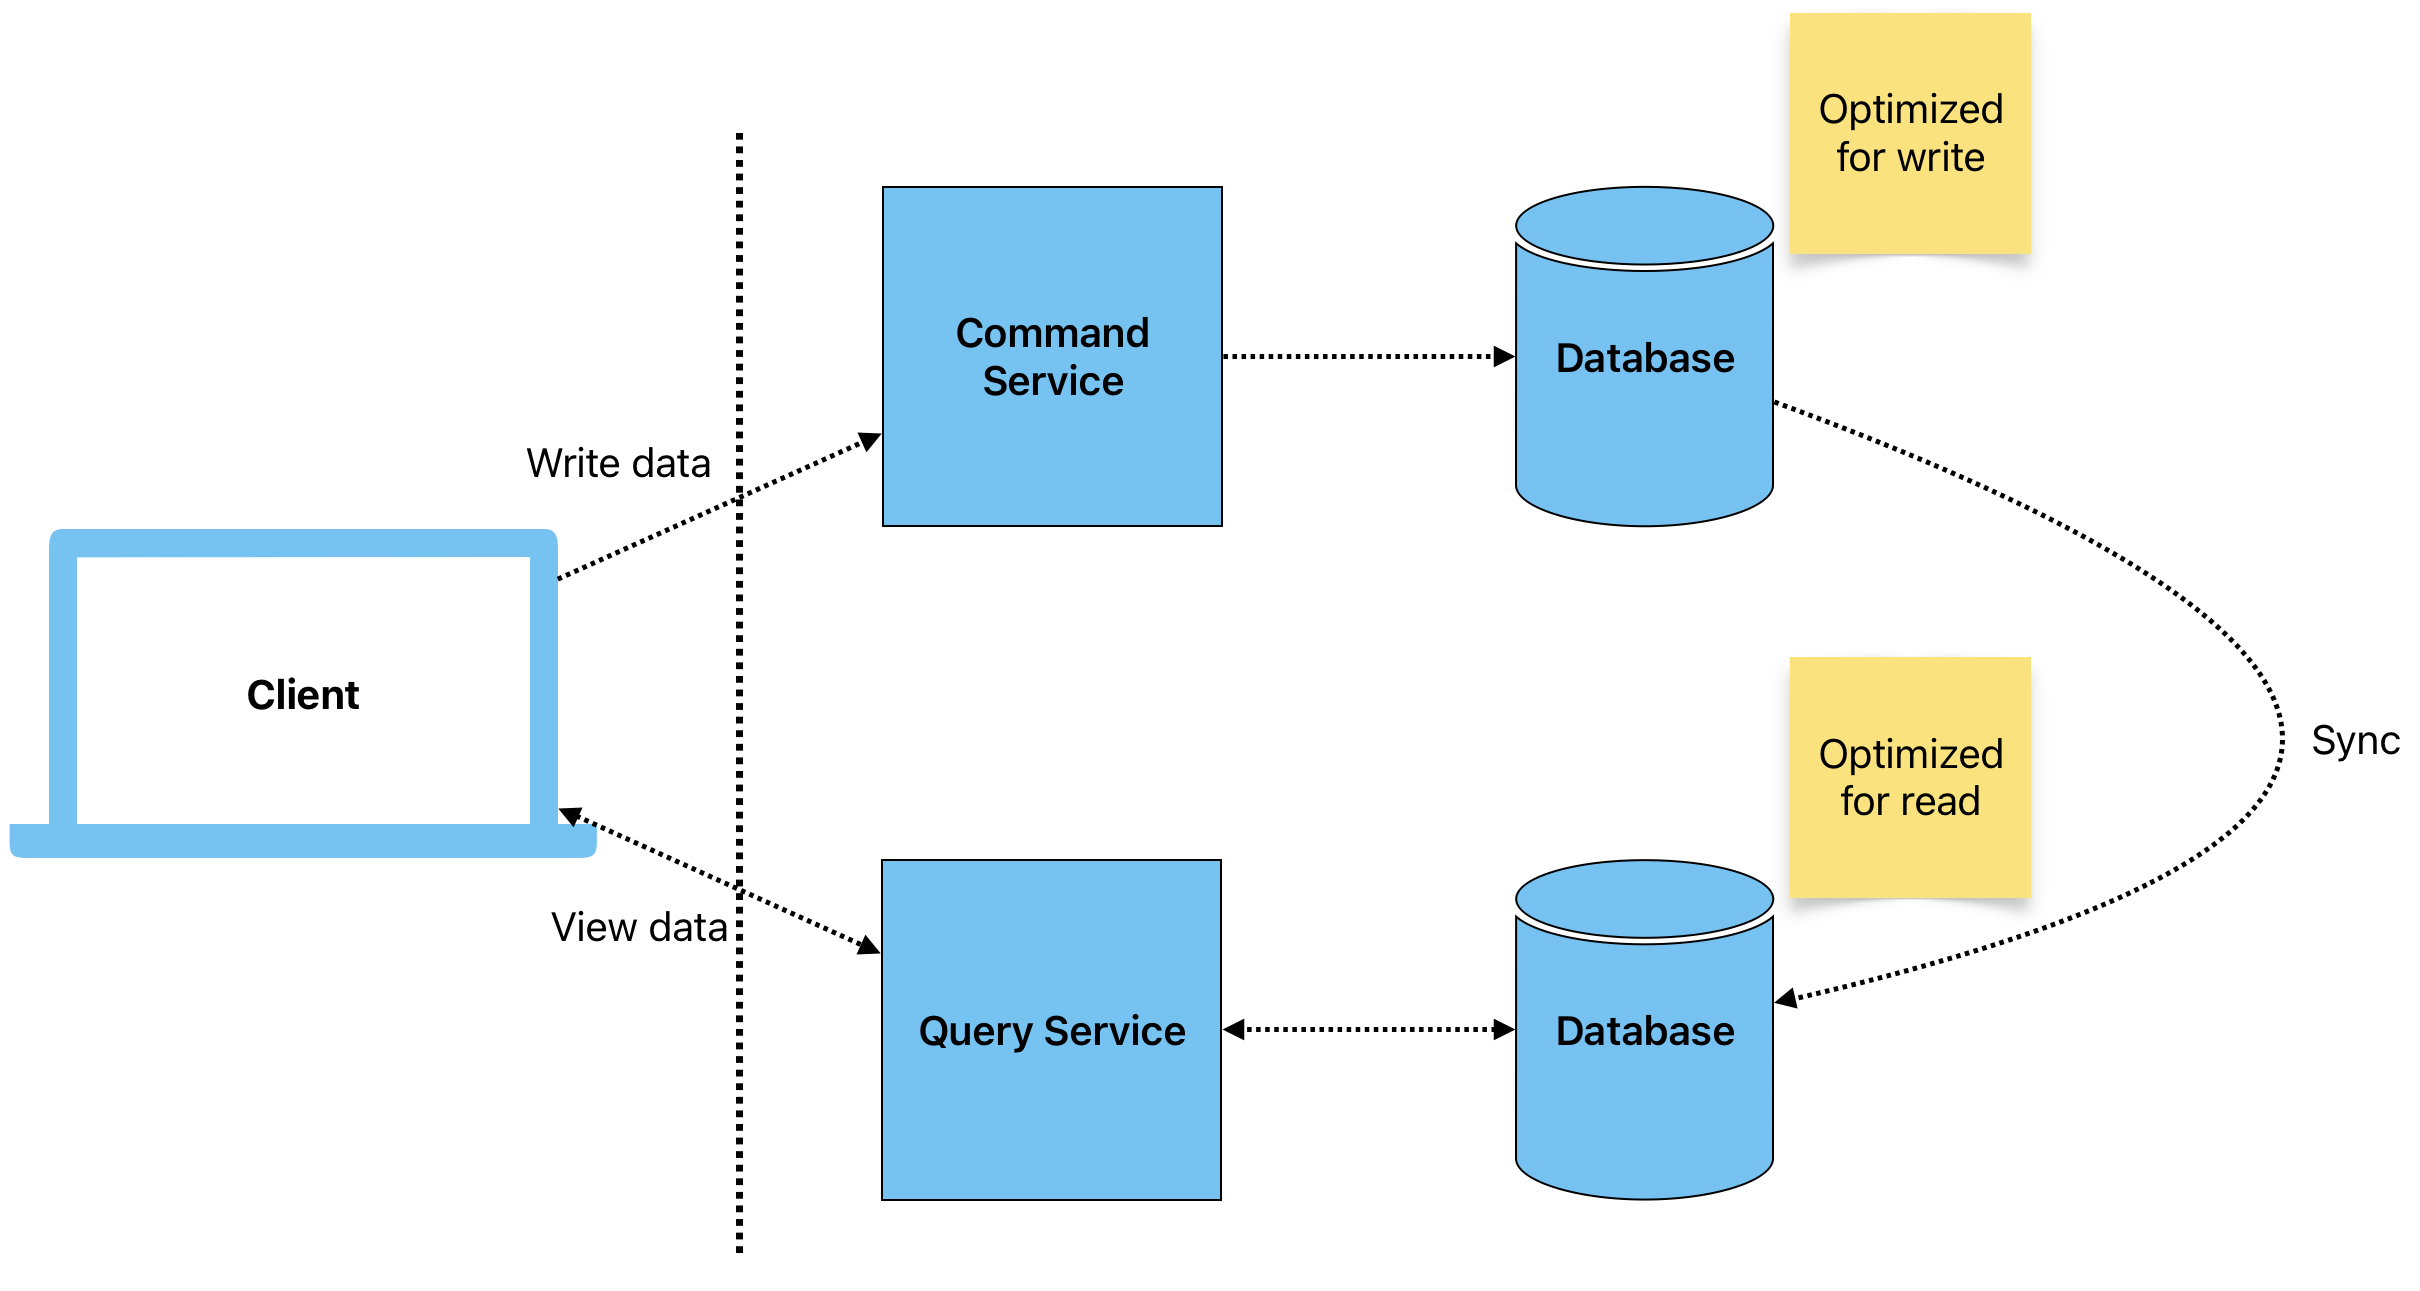 Optimized
for write
Command
Service
Database
Write data
Client
Optimized
for read
Sync
View data
Query Service
Database